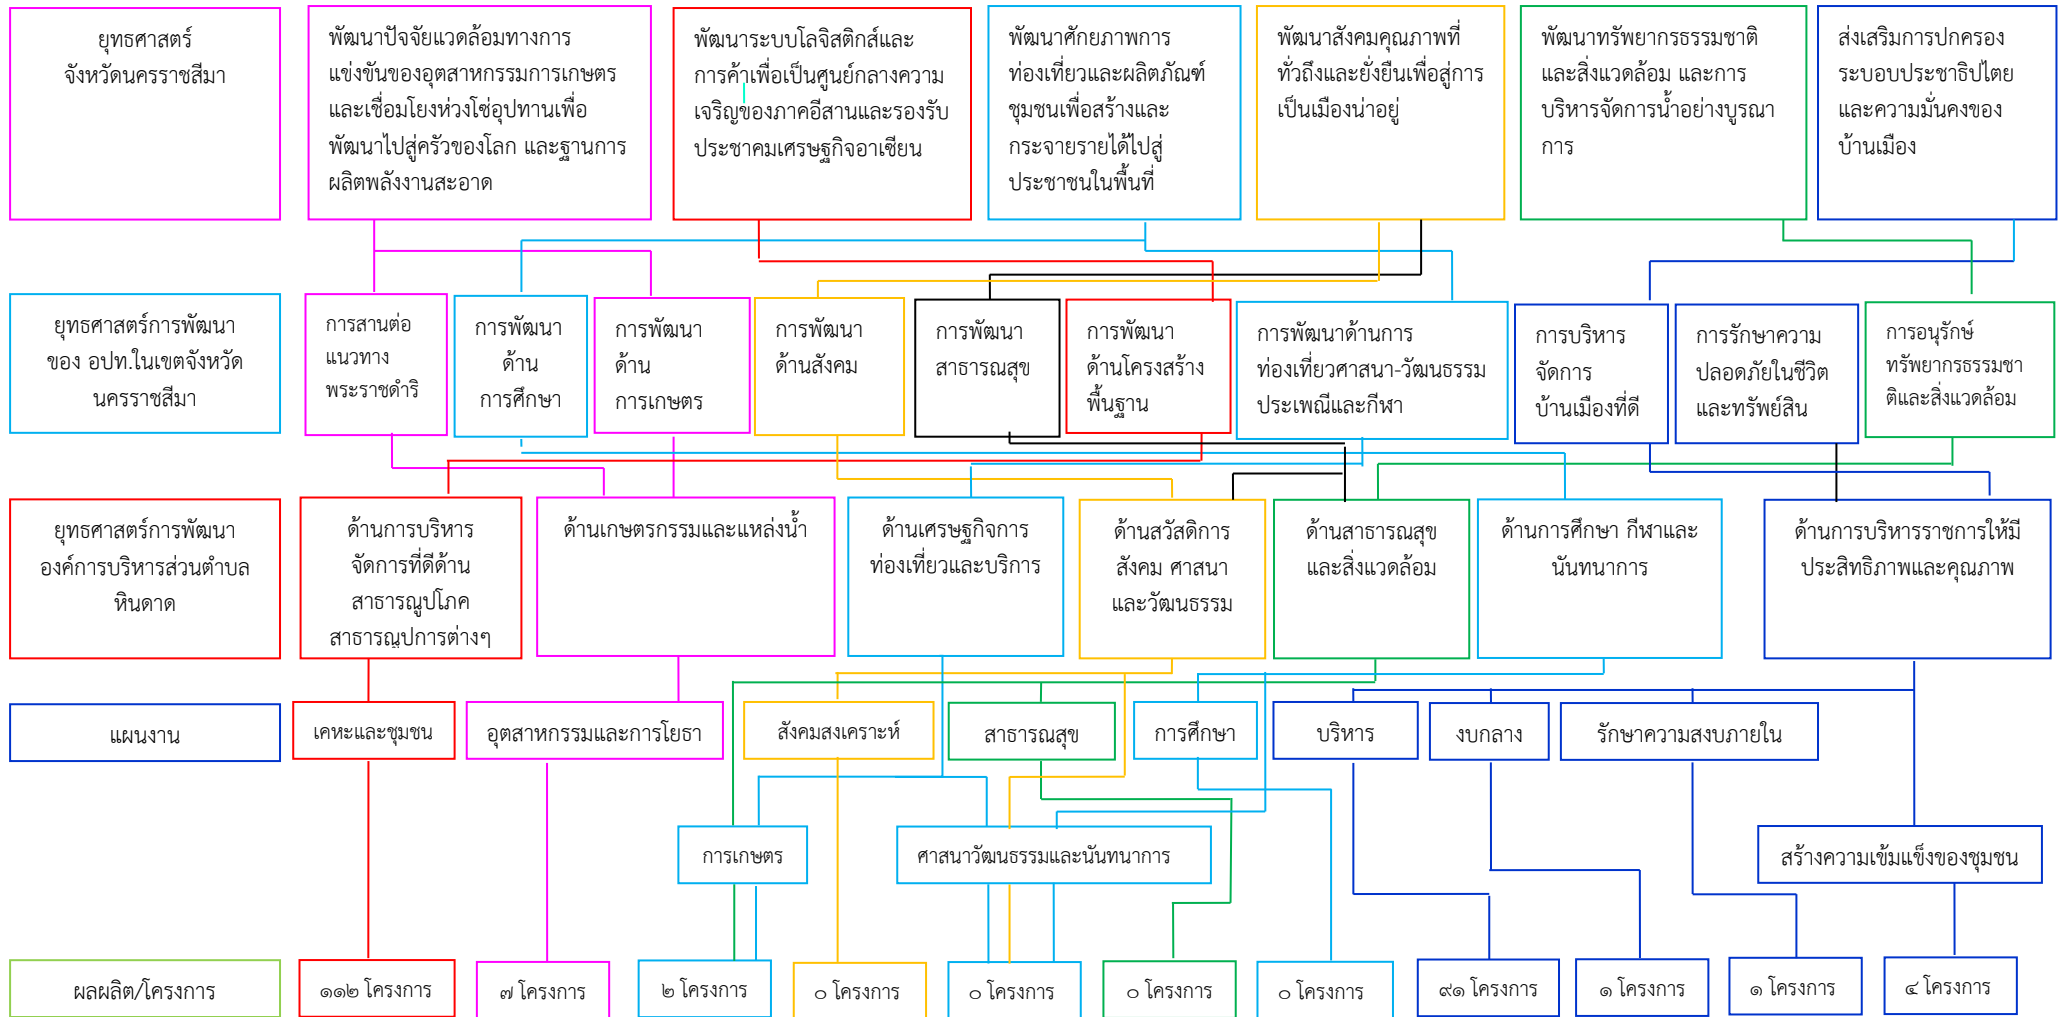 ยุทธศาสตร์
จังหวัดนครราชสีมา
พัฒนาปัจจัยแวดล้อมทางการ
แข่งขันของอุตสาหกรรมการเกษตร
และเชื่อมโยงห่วงโซ่อุปทานเพื่อ
พัฒนาไปสู่ครัวของโลก และฐานการ
ผลิตพลังงานสะอาด
พัฒนาระบบโลจิสติกส์และ
การค้าเพื่อเป็นศูนย์กลางความ
เจริญของภาคอีสานและรองรับ
ประชาคมเศรษฐกิจอาเซียน
พัฒนาศักยภาพการ
ท่องเที่ยวและผลิตภัณฑ์
ชุมชนเพื่อสร้างและ
กระจายรายได้ไปสู่
ประชาชนในพื้นที่
พัฒนาสังคมคุณภาพที่
ทั่วถึงและยั่งยืนเพื่อสู่การ
เป็นเมืองน่าอยู่
พัฒนาทรัพยากรธรรมชาติ
และสิ่งแวดล้อม และการ
บริหารจัดการน้ำอย่างบูรณา
การ
ส่งเสริมการปกครอง
ระบอบประชาธิปไตย
และความมั่นคงของ
บ้านเมือง
ยุทธศาสตร์การพัฒนา
ของ อปท.ในเขตจังหวัด
นครราชสีมา
การสานต่อ
แนวทาง
พระราชดำริ
การพัฒนา
ด้าน
การศึกษา
การพัฒนา
ด้าน
การเกษตร
การพัฒนา
ด้านสังคม
การพัฒนา
สาธารณสุข
การพัฒนา
ด้านโครงสร้าง
พื้นฐาน
การพัฒนาด้านการ
ท่องเที่ยวศาสนา-วัฒนธรรม
ประเพณีและกีฬา
การบริหาร
จัดการ
บ้านเมืองที่ดี
การรักษาความ
ปลอดภัยในชีวิต
และทรัพย์สิน
การอนุรักษ์
ทรัพยากรธรรมชา
ติและสิ่งแวดล้อม
ยุทธศาสตร์การพัฒนา
องค์การบริหารส่วนตำบล
หินดาด
ด้านการบริหาร
จัดการที่ดีด้าน
สาธารณูปโภค
สาธารณูปการต่างๆ
ด้านเกษตรกรรมและแหล่งน้ำ
ด้านเศรษฐกิจการ
ท่องเที่ยวและบริการ
ด้านสวัสดิการ
สังคม ศาสนา
และวัฒนธรรม
ด้านสาธารณสุข
และสิ่งแวดล้อม
ด้านการศึกษา กีฬาและ
นันทนาการ
ด้านการบริหารราชการให้มี
ประสิทธิภาพและคุณภาพ
แผนงาน
เคหะและชุมชน
อุตสาหกรรมและการโยธา
สังคมสงเคราะห์
สาธารณสุข
การศึกษา
บริหาร
งบกลาง
รักษาความสงบภายใน
การเกษตร
ศาสนาวัฒนธรรมและนันทนาการ
สร้างความเข้มแข็งของชุมชน
ผลผลิต/โครงการ
๑๑๒ โครงการ
๗ โครงการ
๒ โครงการ
๐ โครงการ
๐ โครงการ
๐ โครงการ
๐ โครงการ
๙๑ โครงการ
๑ โครงการ
๑ โครงการ
๔ โครงการ